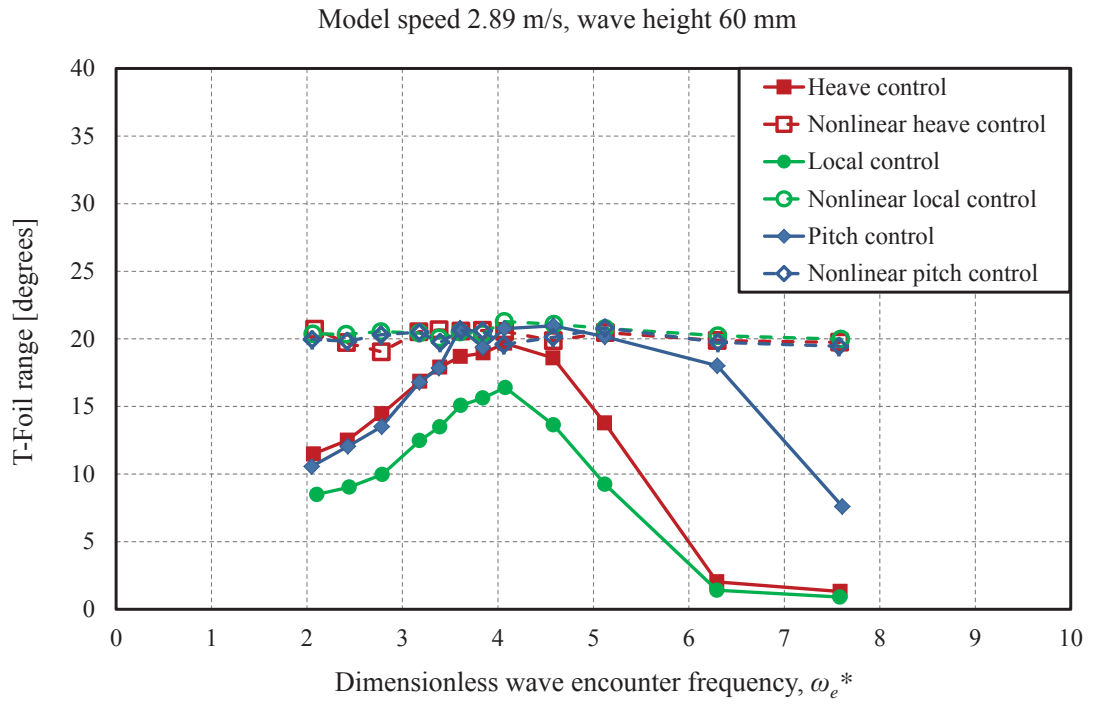 Model speed 2.89 m/s, wave height 60 mm
40
35
30
25
20
15
10
5
0
T-Foil range [degrees]
Heave control
Nonlinear heave control
Local control
Nonlinear local control
Pitch control
Nonlinear pitch control
0 1 2 3 4 5 6 7 8 9 10
Dimensionless wave encounter frequency, ωe*